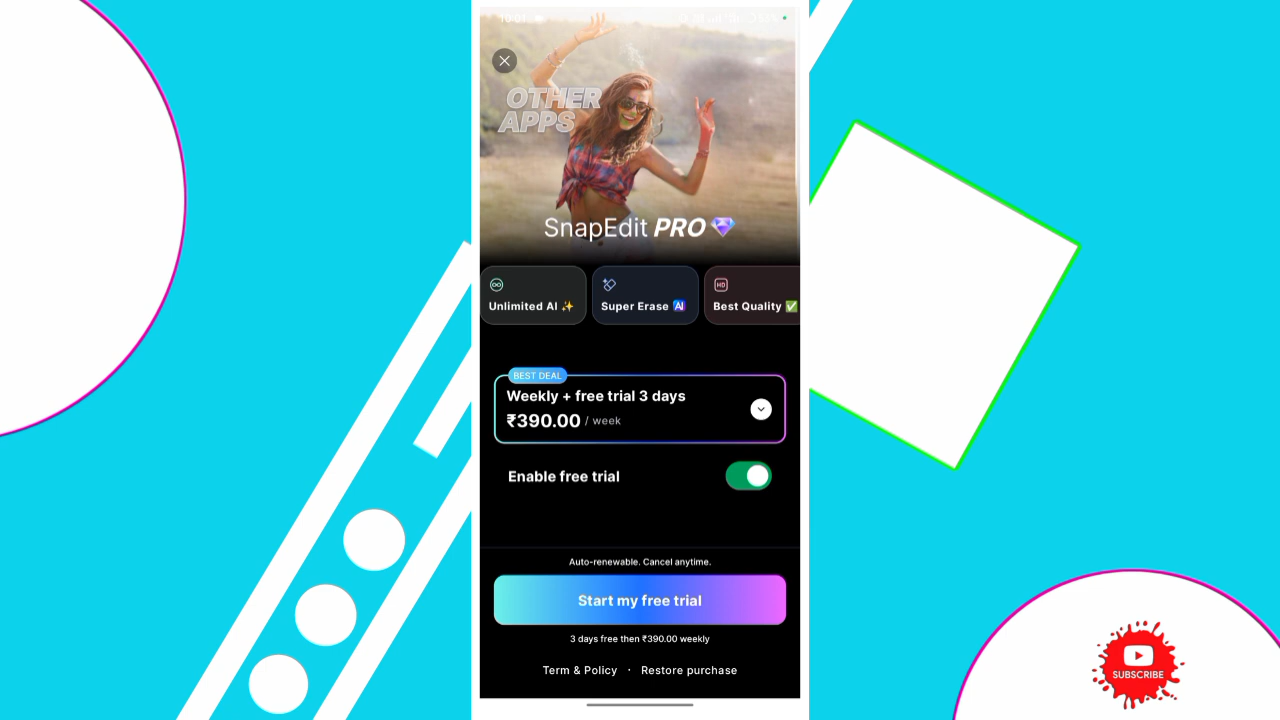 OTHER
APPS
SnapEdit PRO
Unlimited AI ✨
Super Erase AI
HD
Best Quality ✅
BEST DEAL
Weekly + free trial 3 days
₹390.00 / week
Enable free trial
Auto-renewable. Cancel anytime.
Start my free trial
3 days free then ₹390.00 weekly
Term & Policy · Restore purchase
SUBSCRIBE